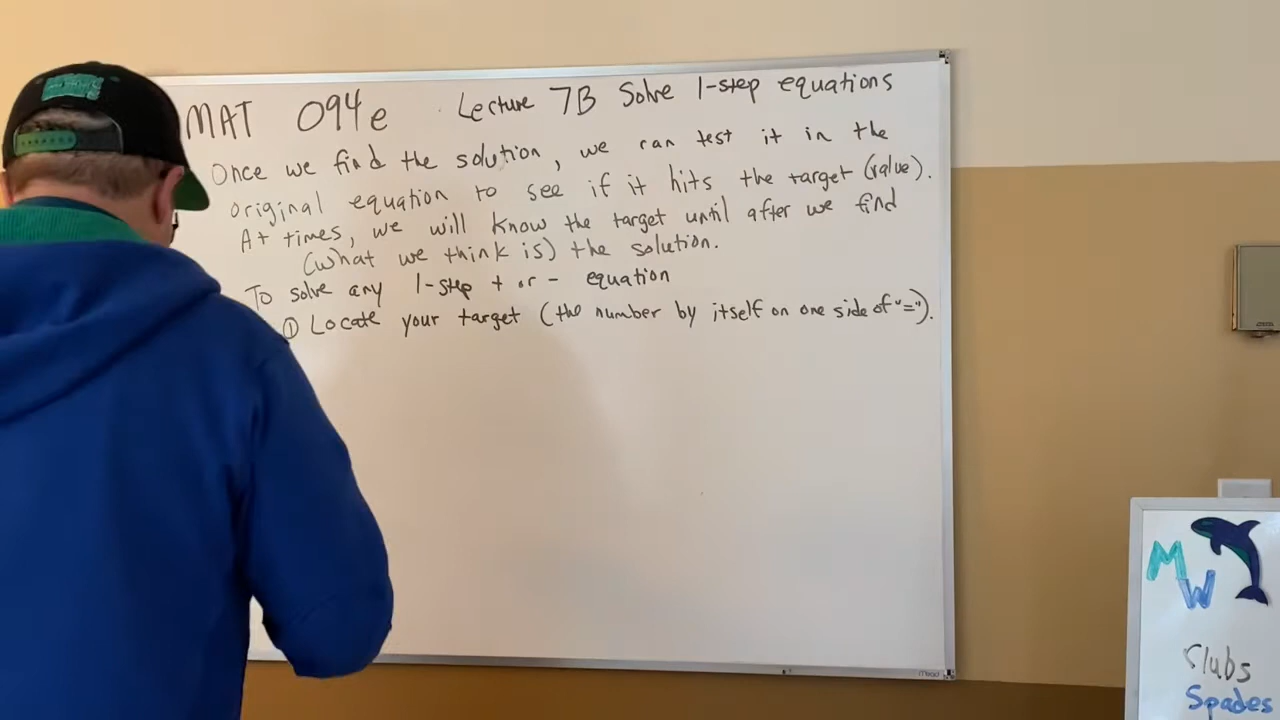 MAT 094e Lecture 7B Solve 1-step equations
Once we find the solution, we can test it in the
original equation to see if it hits the target (value).
At times, we will know the target until after we find
(what we think is) the solution.
To solve any 1-step + or - equation
① Locate your target (the number by itself on one side of "=").
MW
Clubs
Spades